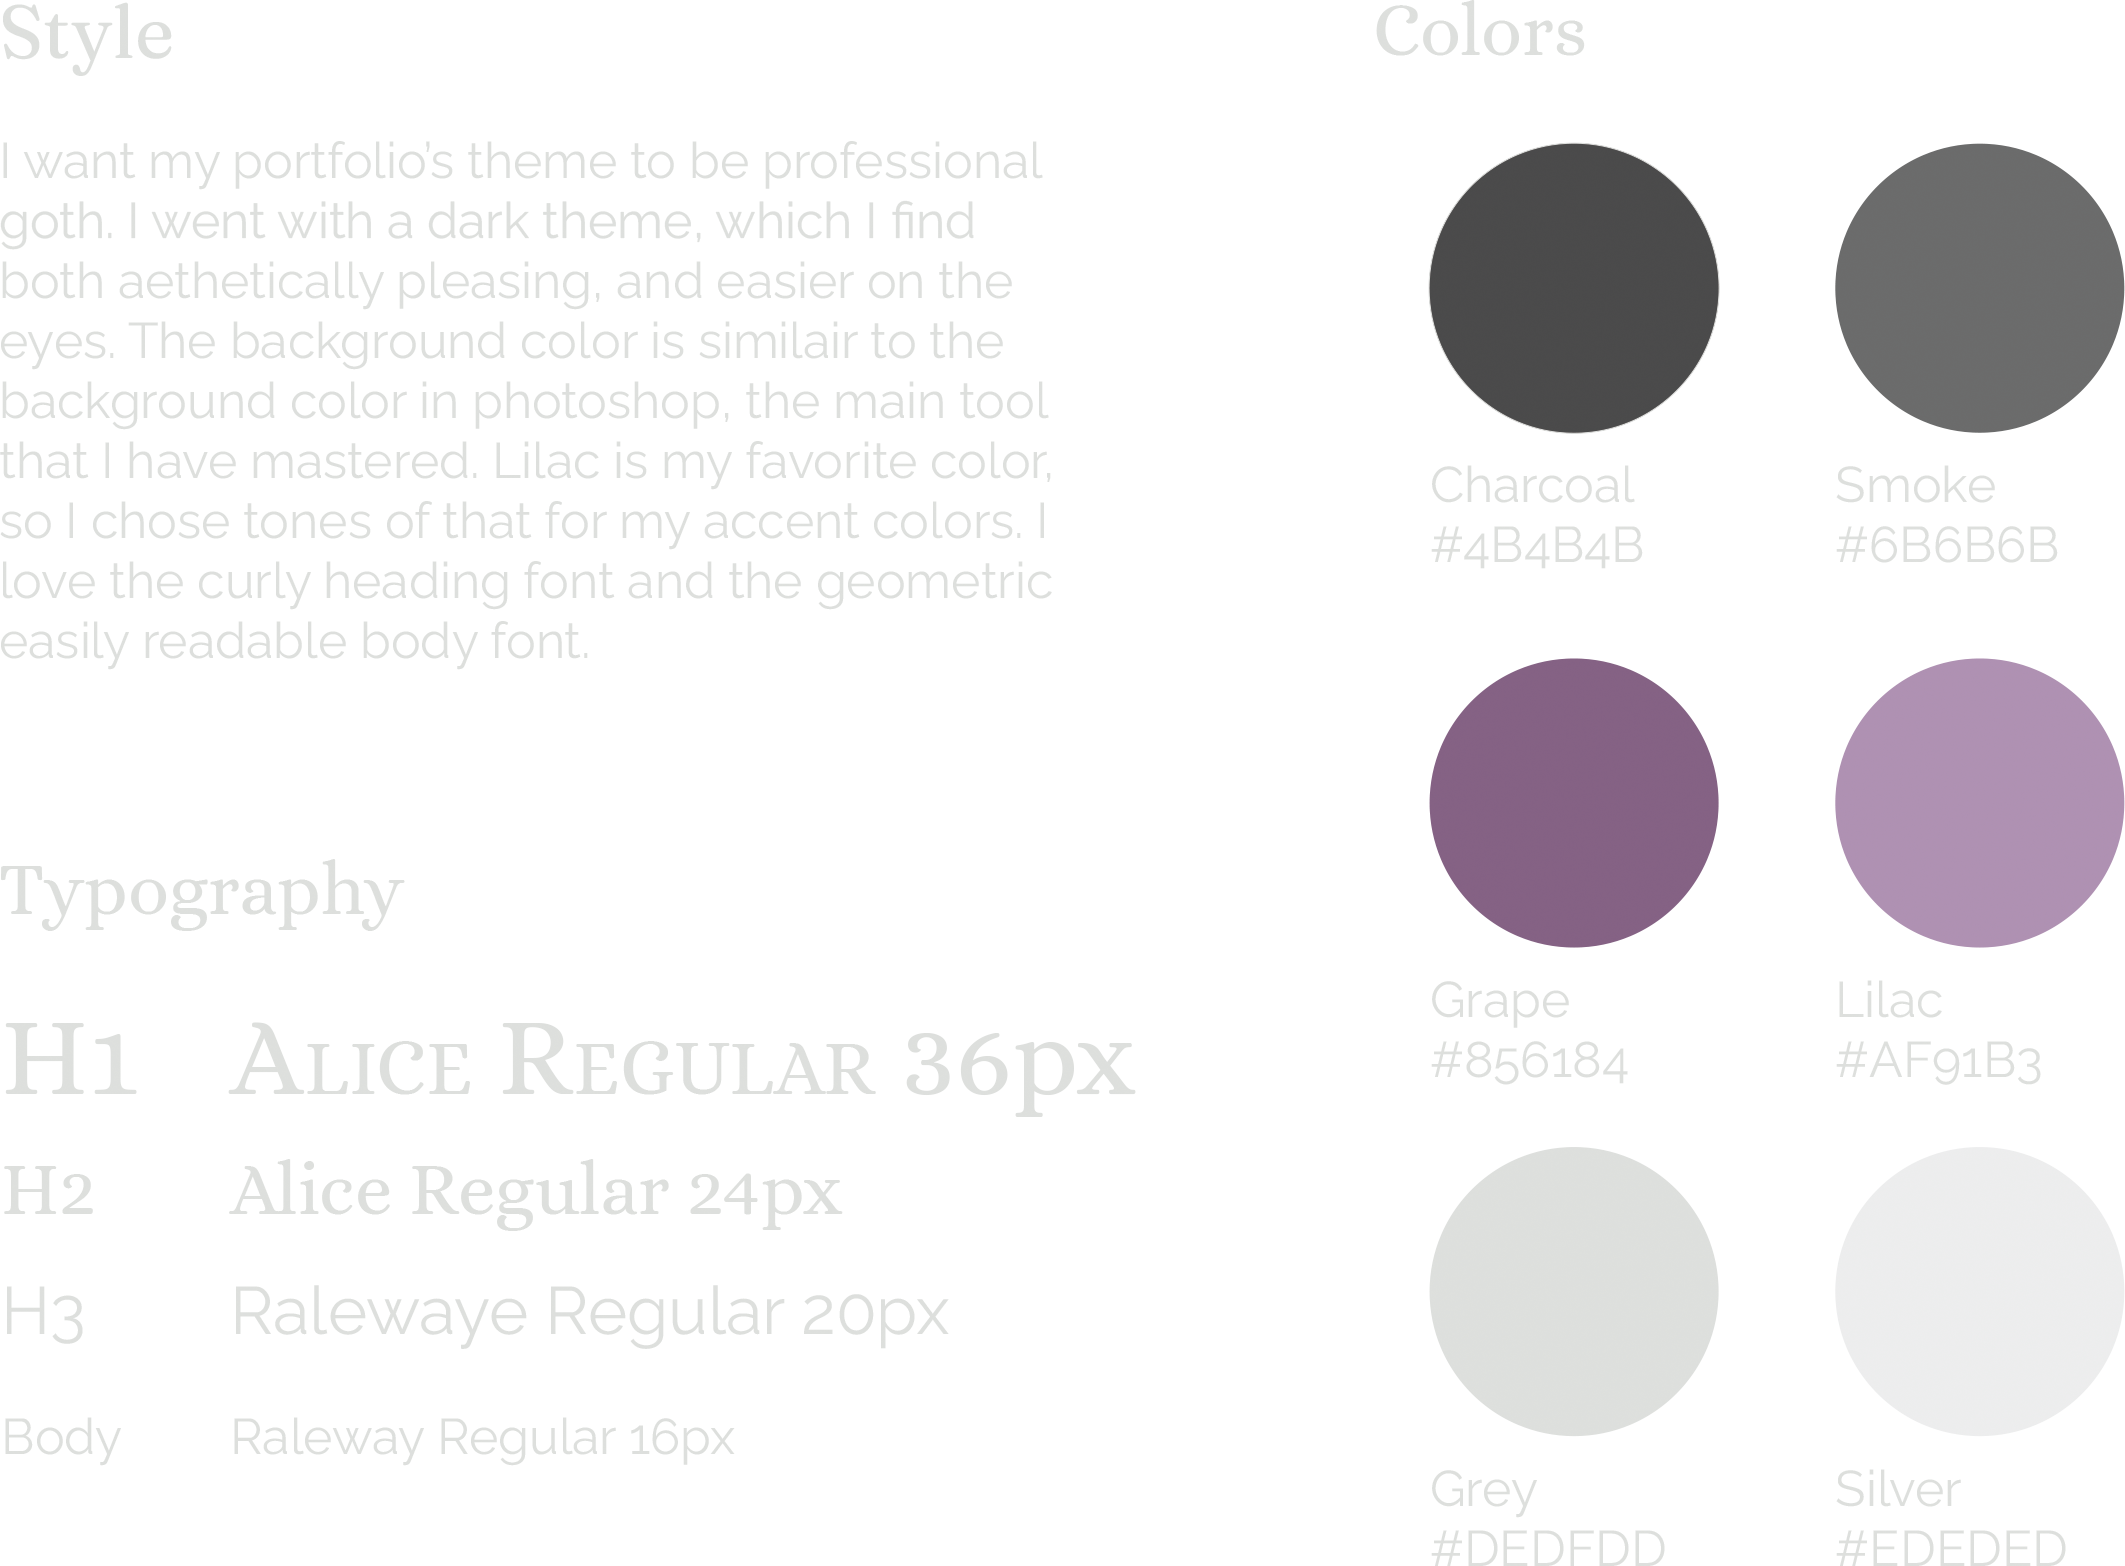 Style
I want my portfolio’s theme to be professional
goth. I went with a dark theme, which I find
both aethetically pleasing, and easier on the
eyes. The background color is similair to the
background color in photoshop, the main tool
that I have mastered. Lilac is my favorite color,
so I chose tones of that for my accent colors. I
love the curly heading font and the geometric
easily readable body font.
Typography
H1 Alice Regular 36px
H2 Alice Regular 24px
H3 Ralewaye Regular 20px
Body Raleway Regular 16px
Colors
Charcoal
#4B4B4B
Smoke
#6B6B6B
Grape
#856184
Lilac
#AF91B3
Grey
#DEDFDD
Silver
#EDEDED